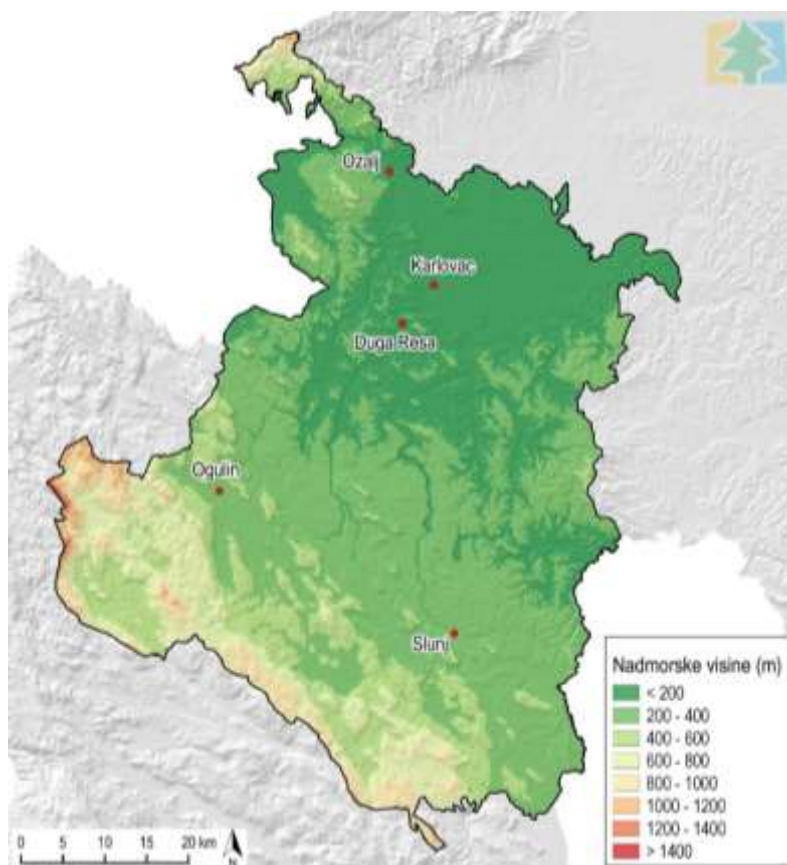 Ozalj
Karlovac
Duga Resa
Ogulin
Slunj
Nadmorske visine (m)
< 200
200 - 400
400 - 600
600 - 800
800 - 1000
1000 - 1200
1200 - 1400
> 1400
0 5 10 15 20 km
N